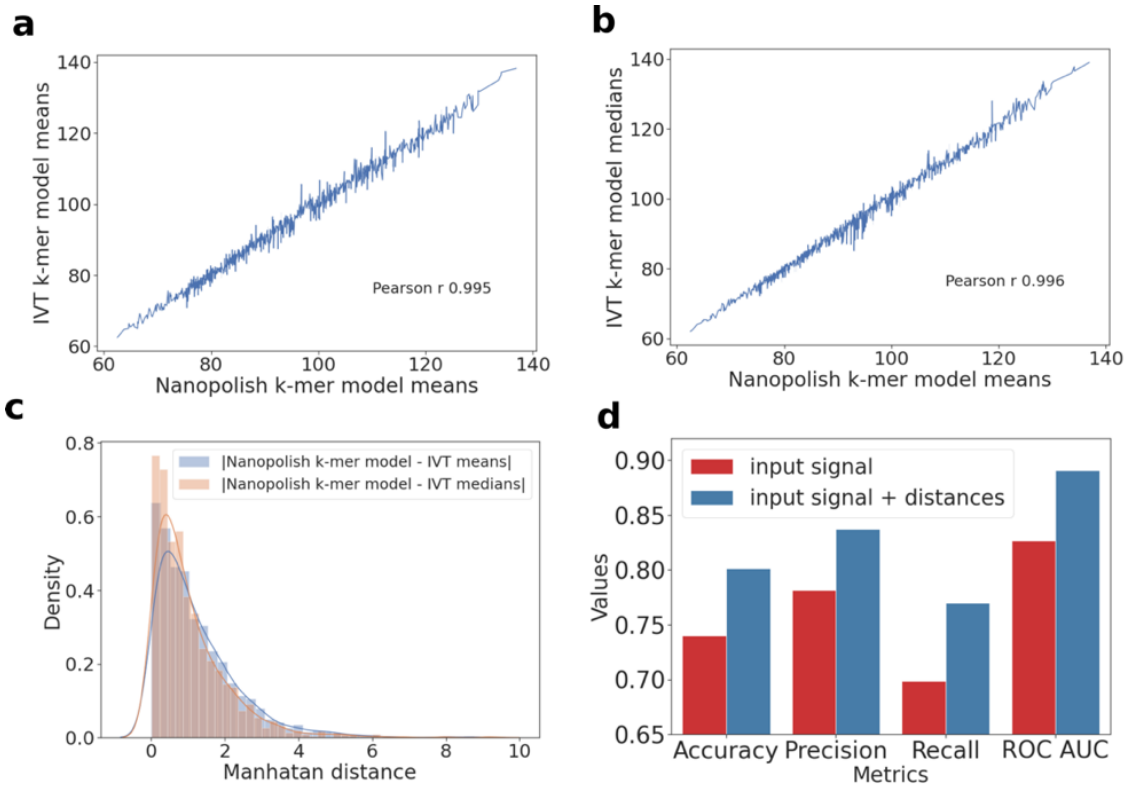 a
IVT k-mer model means
140
120
100
80
60
Pearson r 0.995
60 80 100 120 140
Nanopolish k-mer model means
b
IVT k-mer model medians
140
120
100
80
60
Pearson r 0.996
60 80 100 120 140
Nanopolish k-mer model means
c
Density
0.8
0.6
0.4
0.2
0.0
|Nanopolish k-mer model - IVT means|
|Nanopolish k-mer model - IVT medians|
0 2 4 6 8 10
Manhatan distance
d
Values
0.90
0.85
0.80
0.75
0.70
0.65
input signal
input signal + distances
Accuracy Precision Recall ROC AUC
Metrics